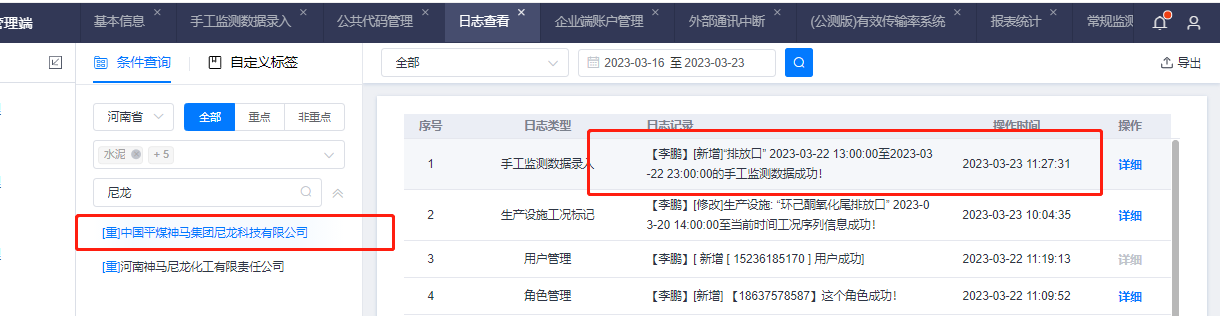 管理端
基本信息
手工监测数据录入
公共代码管理
日志查看
企业端账户管理
外部通讯中断
(公测版)有效传输率系统
报表统计
常规监测
条件查询
自定义标签
全部
2023-03-16 至 2023-03-23
导出
河南省
全部
重点
非重点
水泥
+ 5
尼龙
[重]中国平煤神马集团尼龙科技有限公司
[重]河南神马尼龙化工有限责任公司
序号 日志类型 日志记录 操作时间 操作
1 手工监测数据录入 【李鹏】[新增]“排放口” 2023-03-22 13:00:00至2023-03
-22 23:00:00的手工监测数据成功! 2023-03-23 11:27:31 详细
2 生产设施工况标记 【李鹏】[修改]生产设施: “环己酮氧化尾排放口” 2023-0
3-20 14:00:00至当前时间工况序列信息成功! 2023-03-23 10:04:35 详细
3 用户管理 【李鹏】[ 新增 [ 15236185170 ] 用户成功] 2023-03-22 11:19:13 详细
4 角色管理 【李鹏】[新增] 【18637578587】这个角色成功! 2023-03-22 11:09:52 详细